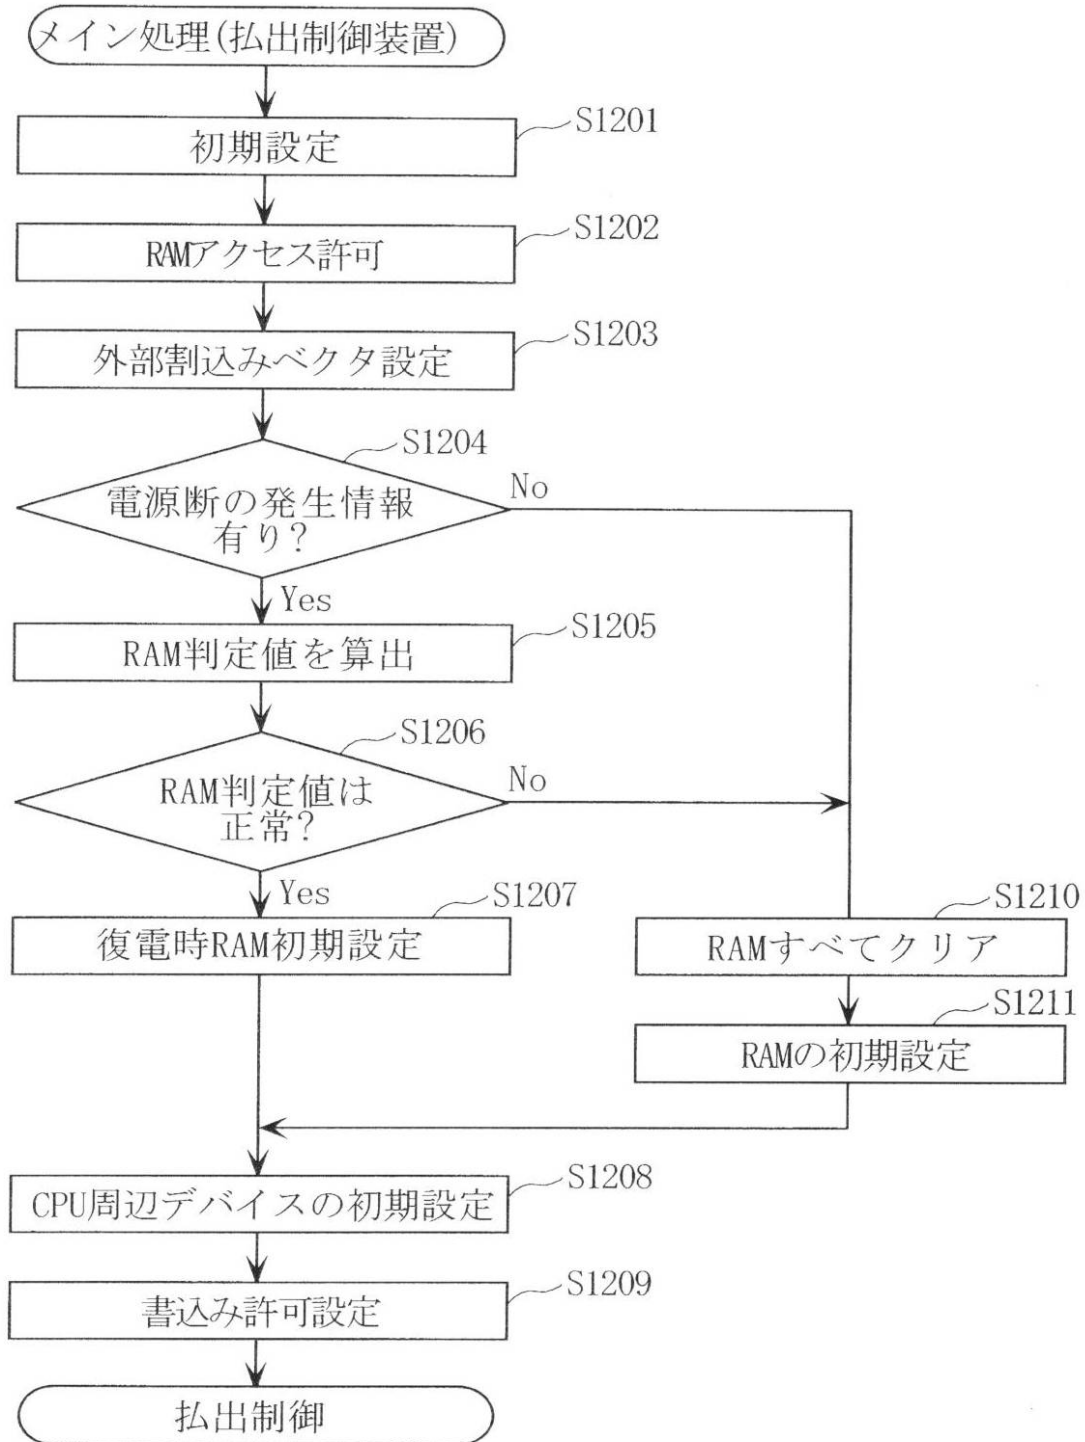 メイン処理(払出制御装置)
S1201
初期設定
S1202
RAMアクセス許可
S1203
外部割込みベクタ設定
S1204
電源断の発生情報
有り?
No
Yes
S1205
RAM判定値を算出
S1206
RAM判定値は
正常?
No
Yes
S1207
復電時RAM初期設定
S1210
RAMすべてクリア
S1211
RAMの初期設定
S1208
CPU周辺デバイスの初期設定
S1209
書込み許可設定
払出制御